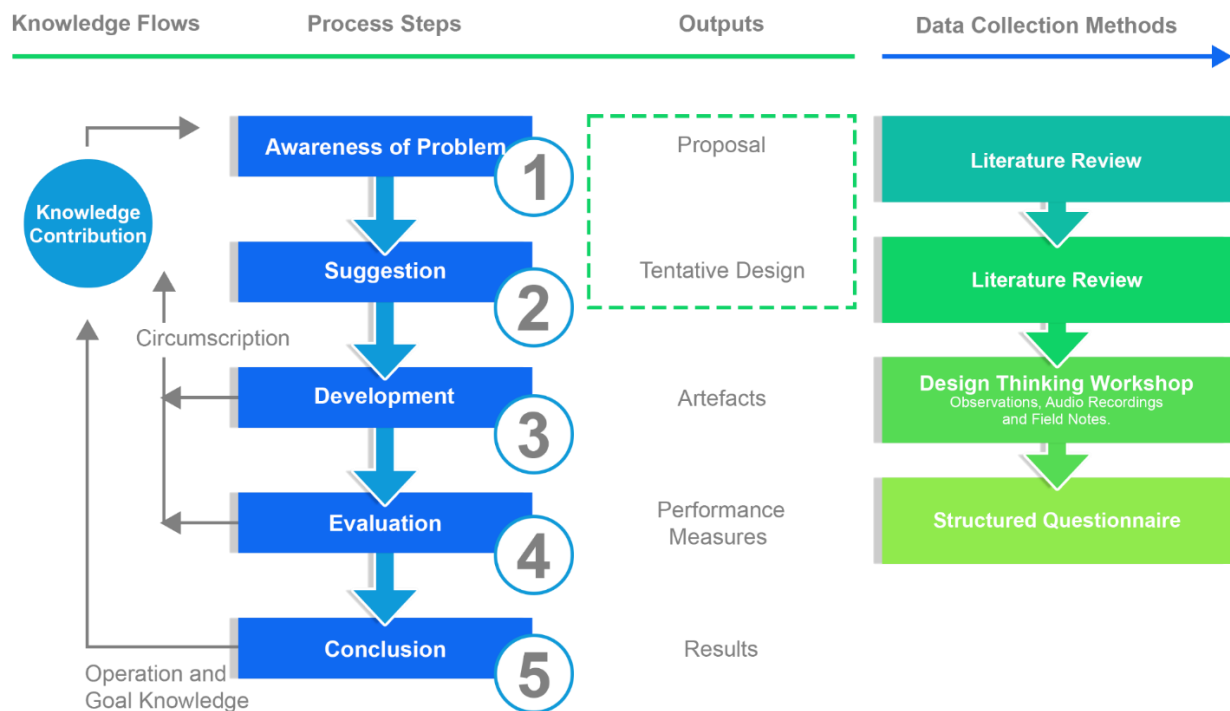 Knowledge Flows
Process Steps
Outputs
Data Collection Methods
Awareness of Problem
1
Proposal
Literature Review
Knowledge
Contribution
Suggestion
2
Tentative Design
Literature Review
Circumscription
Development
3
Artefacts
Design Thinking Workshop
Observations, Audio Recordings
and Field Notes.
Evaluation
4
Performance
Measures
Structured Questionnaire
Conclusion
5
Results
Operation and
Goal Knowledge